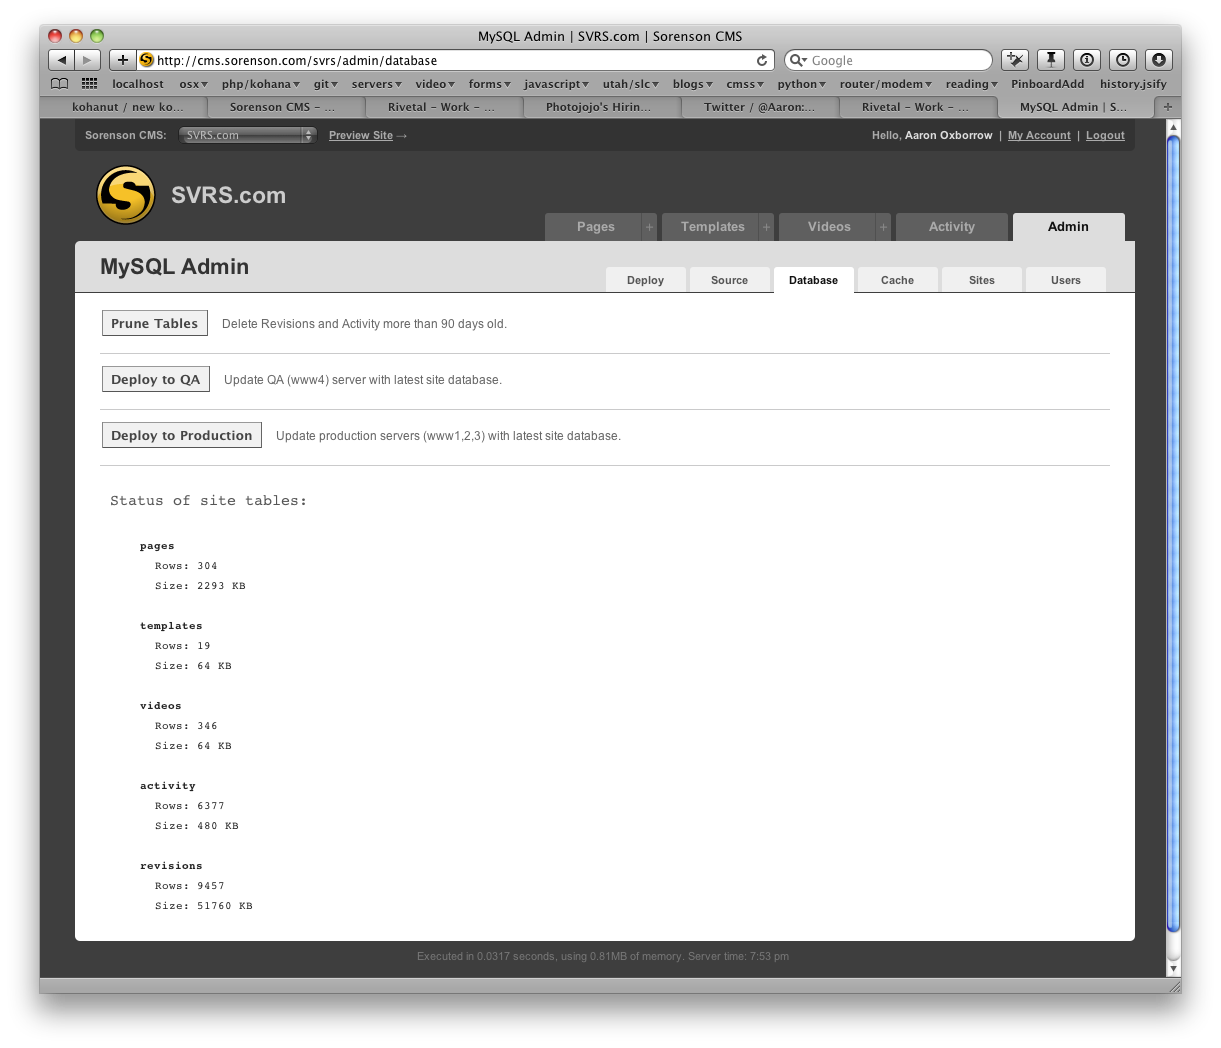 MySQL Admin | SVRS.com | Sorenson CMS
http://cms.sorenson.com/svrs/admin/database
Google
localhost osx▾ php/kohana▾ git▾ servers▾ video▾ forms▾ javascript▾ utah/slc▾ blogs▾ cmss▾ python▾ router/modem▾ reading▾ PinboardAdd history.jsify
kohanut / new ko... Sorenson CMS – ... Rivetal – Work – ... Photojojo's Hirin... Twitter / @Aaron:... Rivetal – Work – ... MySQL Admin | S... +
Sorenson CMS: SVRS.com Preview Site → Hello, Aaron Oxborrow | My Account | Logout
S SVRS.com
Pages + Templates + Videos + Activity Admin
MySQL Admin
Deploy Source Database Cache Sites Users
Prune Tables Delete Revisions and Activity more than 90 days old.
Deploy to QA Update QA (www4) server with latest site database.
Deploy to Production Update production servers (www1,2,3) with latest site database.
Status of site tables:
pages
Rows: 304
Size: 2293 KB
templates
Rows: 19
Size: 64 KB
videos
Rows: 346
Size: 64 KB
activity
Rows: 6377
Size: 480 KB
revisions
Rows: 9457
Size: 51760 KB
Executed in 0.0317 seconds, using 0.81MB of memory. Server time: 7:53 pm